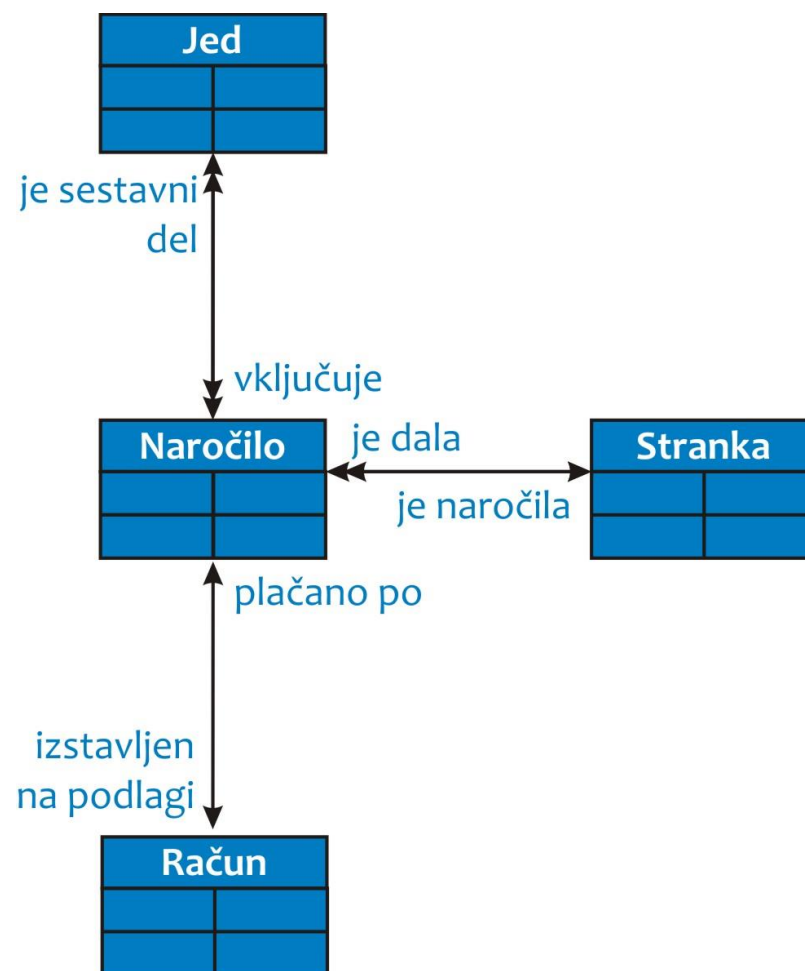 Jed
je sestavni
del
vključuje
Naročilo
je dala
je naročila
Stranka
plačano po
izstavljen
na podlagi
Račun